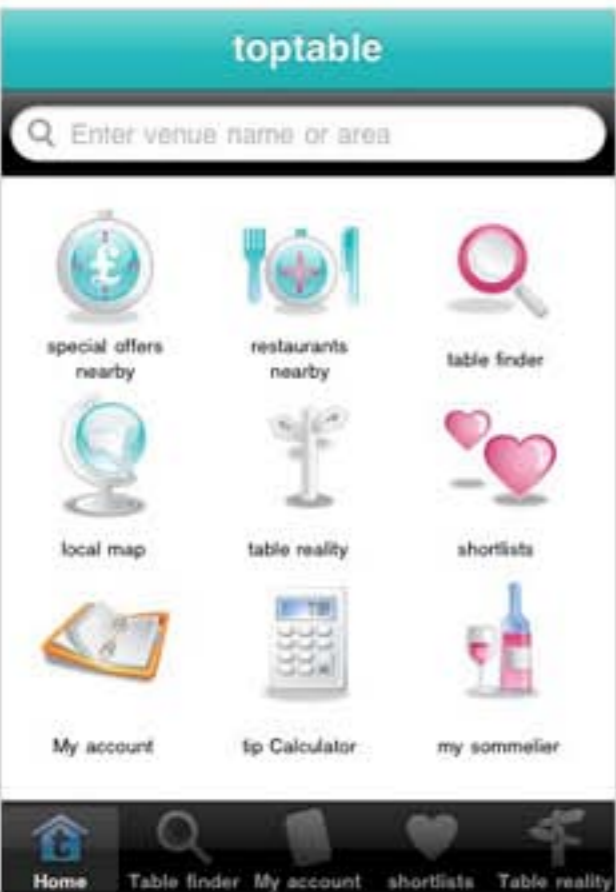 toptable
Enter venue name or area
special offers
nearby
restaurants
nearby
table finder
local map
table reality
shortlists
My account
tip Calculator
my sommelier
Home
Table finder
My account
shortlists
Table reality